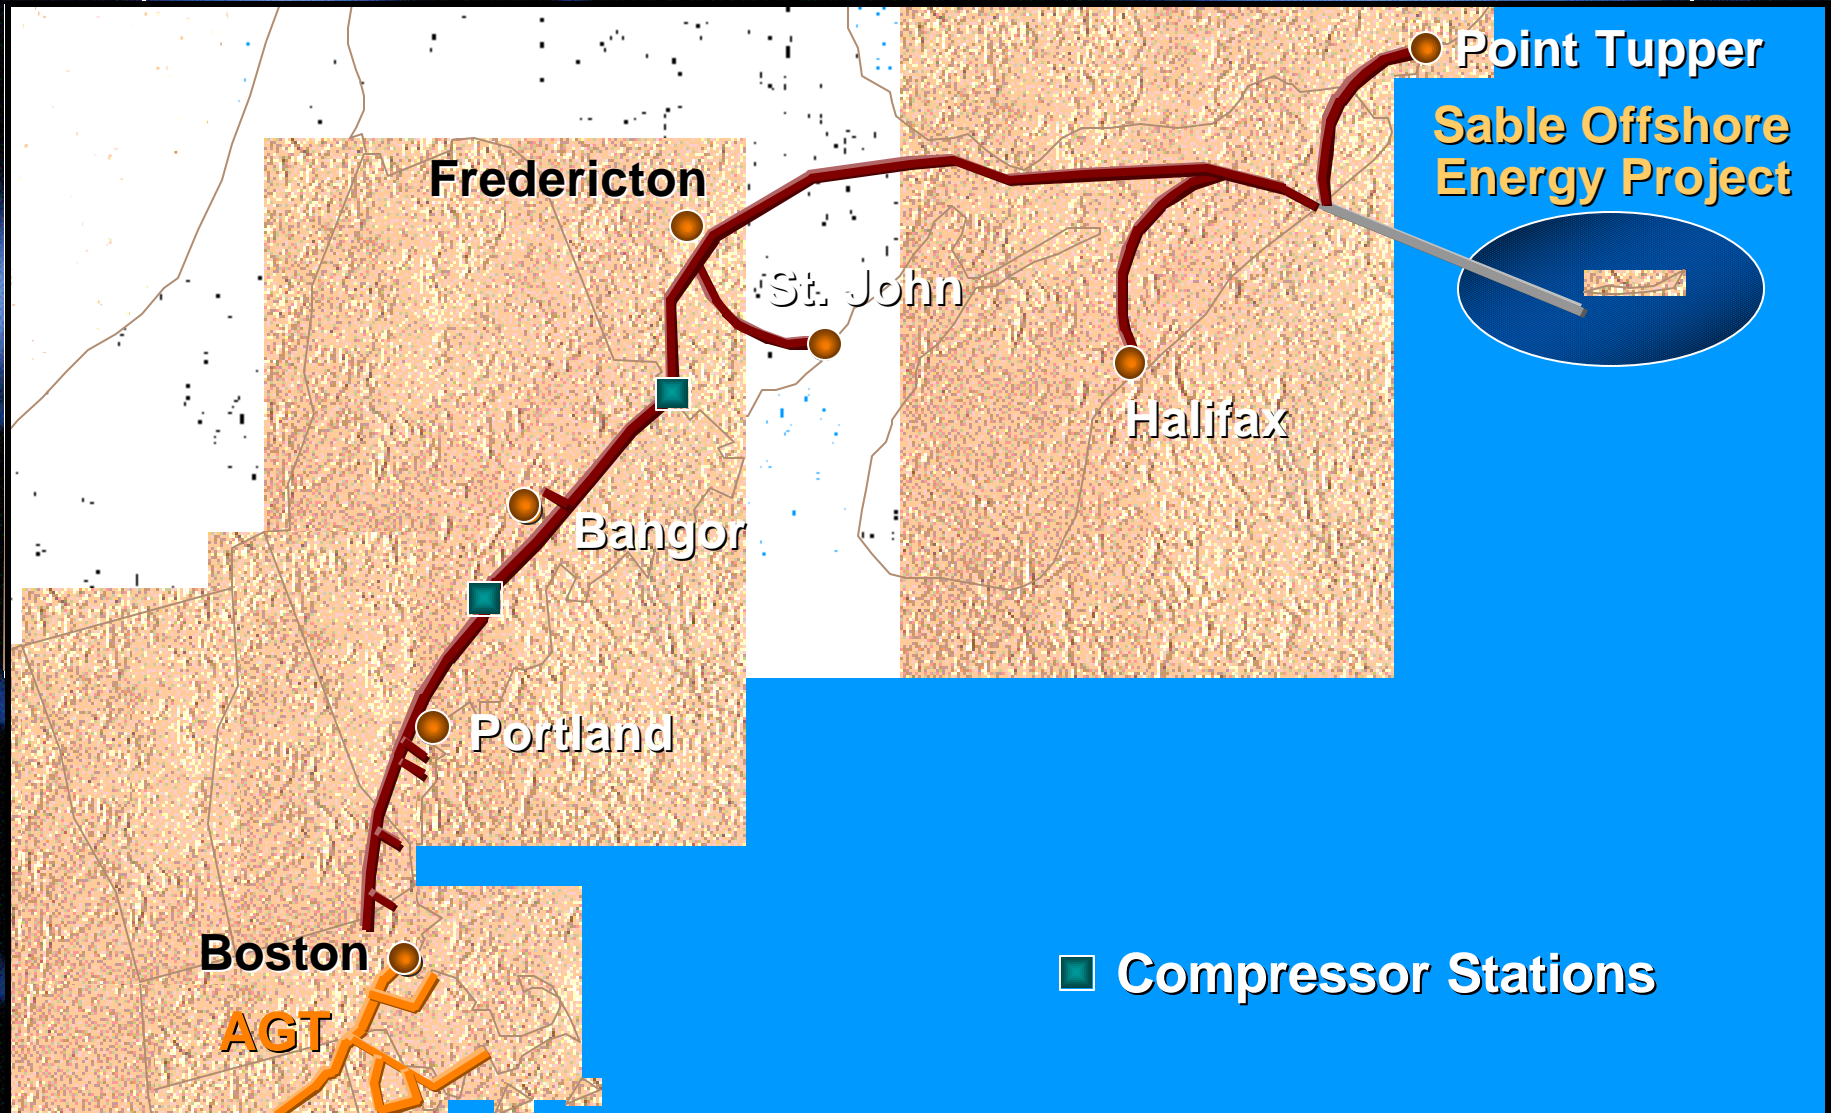 Point Tupper
Sable Offshore
Energy Project
Fredericton
St. John
Halifax
Bangor
Portland
Boston
Compressor Stations
AGT